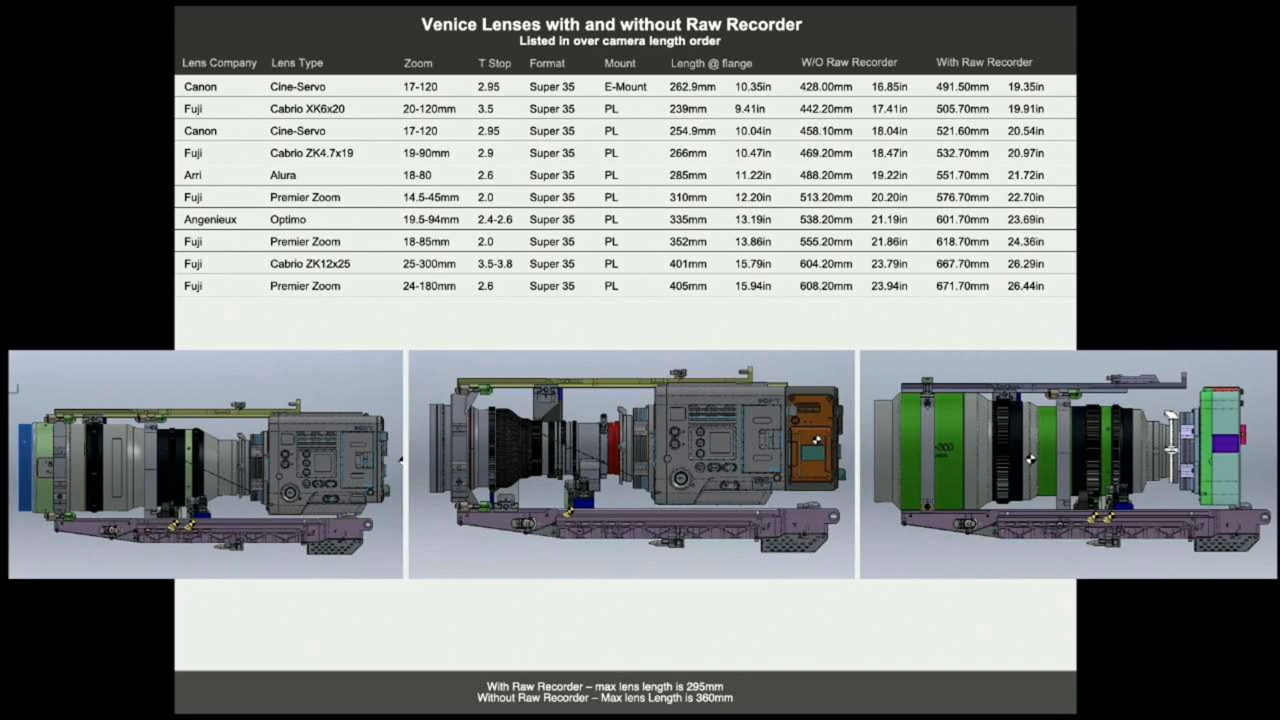 Venice Lenses with and without Raw Recorder
Listed in over camera length order
Lens Company Lens Type Zoom T Stop Format Mount Length @ flange W/O Raw Recorder With Raw Recorder
Canon Cine-Servo 17-120 2.95 Super 35 E-Mount 262.9mm 10.35in 428.00mm 16.85in 491.50mm 19.35in
Fuji Cabrio XK6x20 20-120mm 3.5 Super 35 PL 239mm 9.41in 442.20mm 17.41in 505.70mm 19.91in
Canon Cine-Servo 17-120 2.95 Super 35 PL 254.9mm 10.04in 458.10mm 18.04in 521.60mm 20.54in
Fuji Cabrio ZK4.7x19 19-90mm 2.9 Super 35 PL 266mm 10.47in 469.20mm 18.47in 532.70mm 20.97in
Arri Alura 18-80 2.6 Super 35 PL 285mm 11.22in 488.20mm 19.22in 551.70mm 21.72in
Fuji Premier Zoom 14.5-45mm 2.0 Super 35 PL 310mm 12.20in 513.20mm 20.20in 576.70mm 22.70in
Angenieux Optimo 19.5-94mm 2.4-2.6 Super 35 PL 335mm 13.19in 538.20mm 21.19in 601.70mm 23.69in
Fuji Premier Zoom 18-85mm 2.0 Super 35 PL 352mm 13.86in 555.20mm 21.86in 618.70mm 24.36in
Fuji Cabrio ZK12x25 25-300mm 3.5-3.8 Super 35 PL 401mm 15.79in 604.20mm 23.79in 667.70mm 26.29in
Fuji Premier Zoom 24-180mm 2.6 Super 35 PL 405mm 15.94in 608.20mm 23.94in 671.70mm 26.44in
SONY
SONY
With Raw Recorder – max lens length is 295mm
Without Raw Recorder – Max lens Length is 360mm